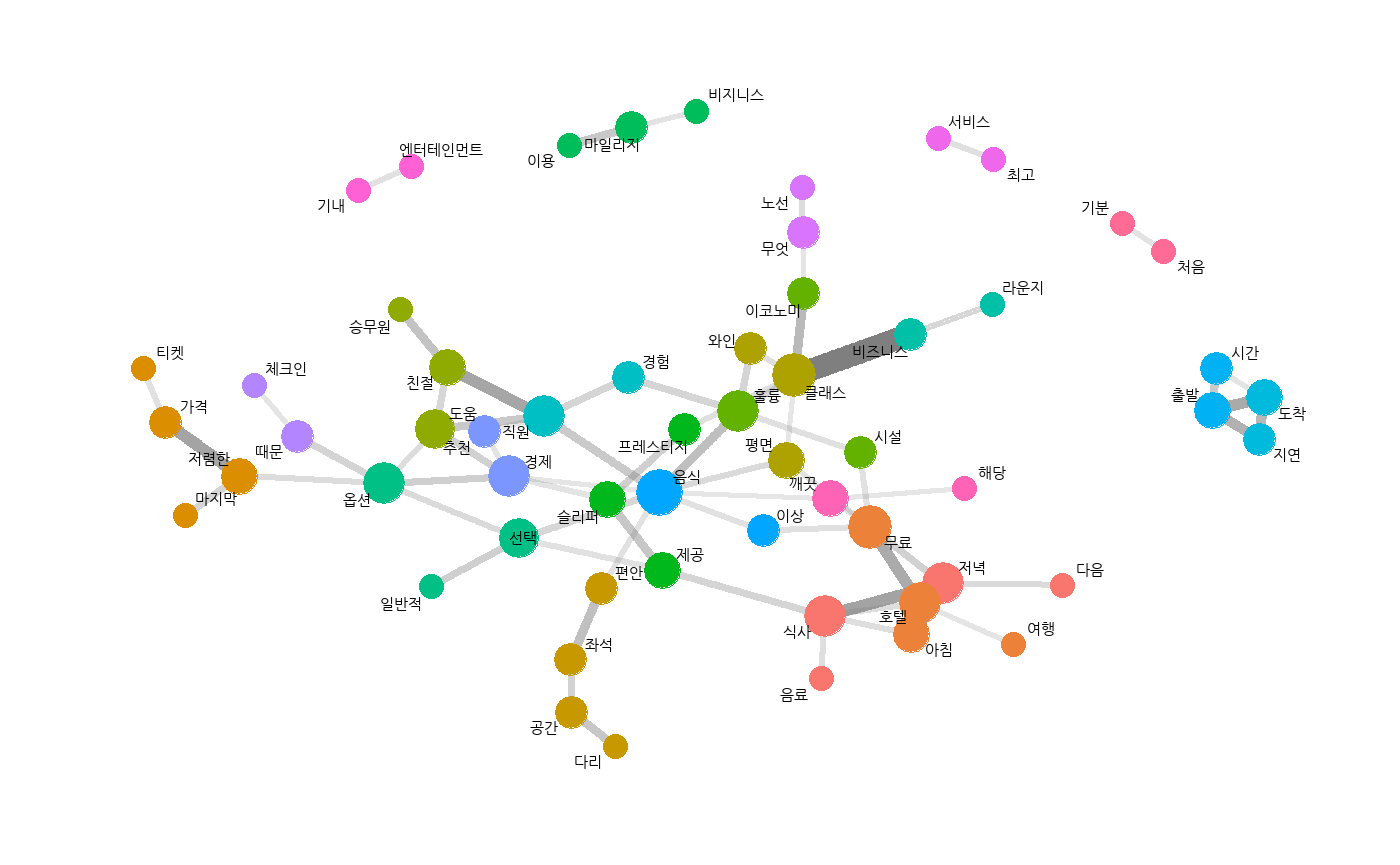 비지니스
서비스
마일리지
엔터테인먼트
이용
최고
노선
기내
기분
무엇
처음
라운지
이코노미
승무원
와인
비즈니스
티켓
시간
경험
체크인
친절
클래스
훌륭
출발
가격
도움
도착
직원
시설
프레스티지
평면
추천
때문
지연
저렴함
경제
해당
음식
깨끗
마지막
옵션
슬리퍼
이상
선택
무료
제공
저녁
다음
편안
일반적
호텔
여행
식사
좌석
아침
음료
공간
다리